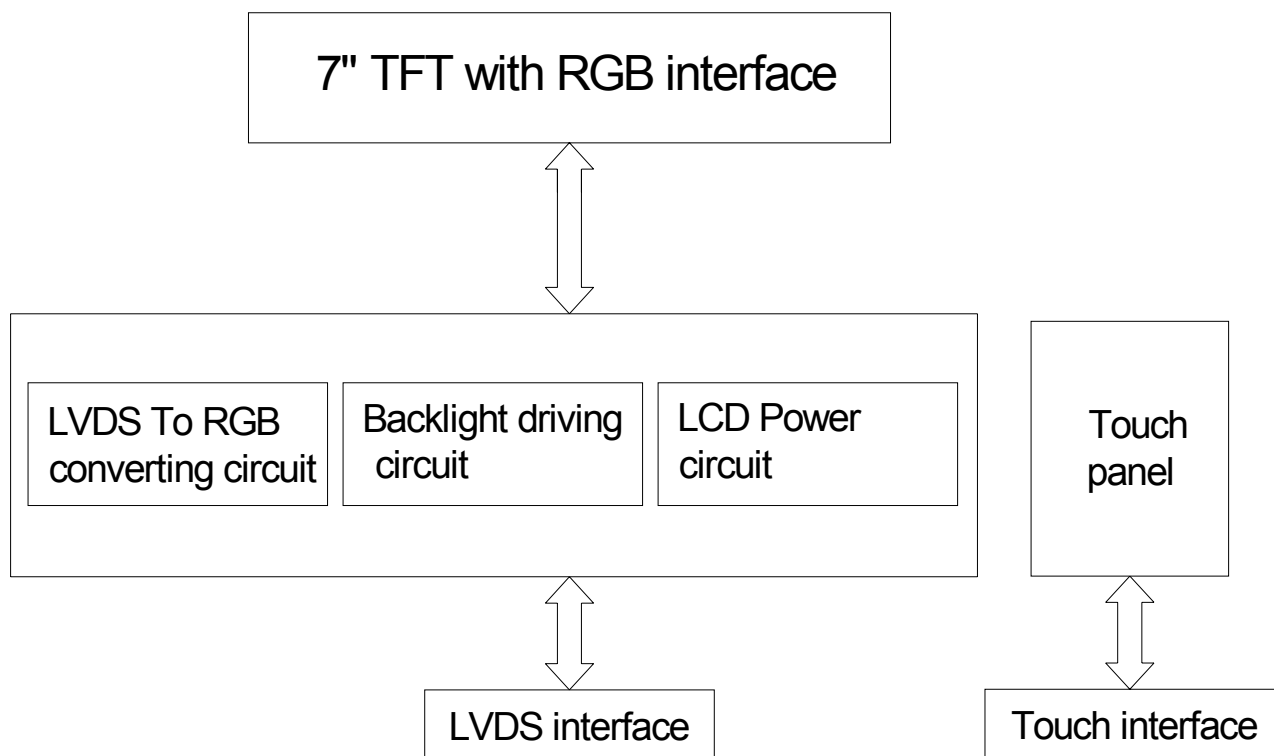 7" TFT with RGB interface
LVDS To RGB
converting circuit
Backlight driving
circuit
LCD Power
circuit
Touch
panel
LVDS interface
Touch interface